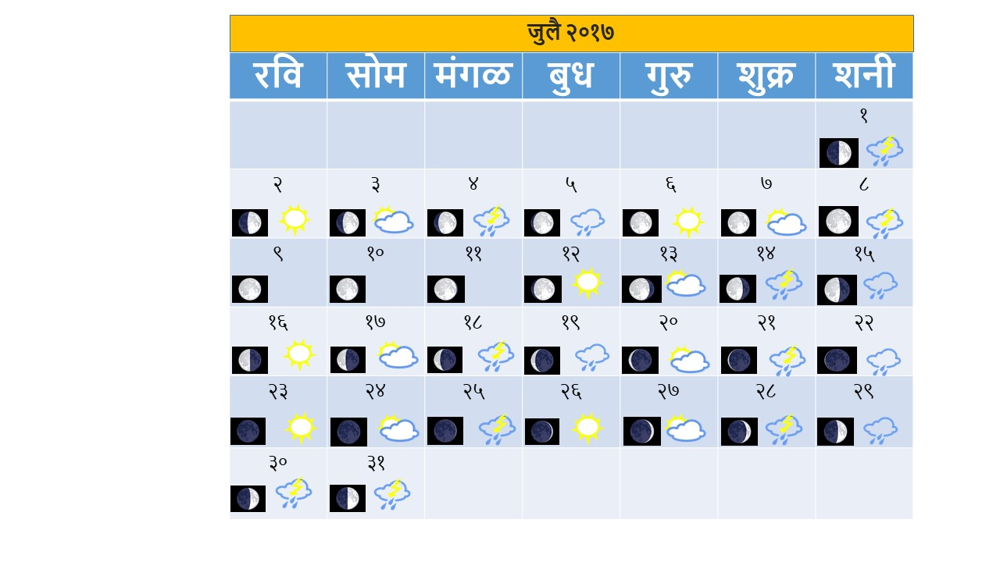 जुलै २०१७
रवि सोम मंगळ बुध गुरु शुक्र शनी
१
२ ३ ४ ५ ६ ७ ८
९ १० ११ १२ १३ १४ १५
१६ १७ १८ १९ २० २१ २२
२३ २४ २५ २६ २७ २८ २९
३० ३१